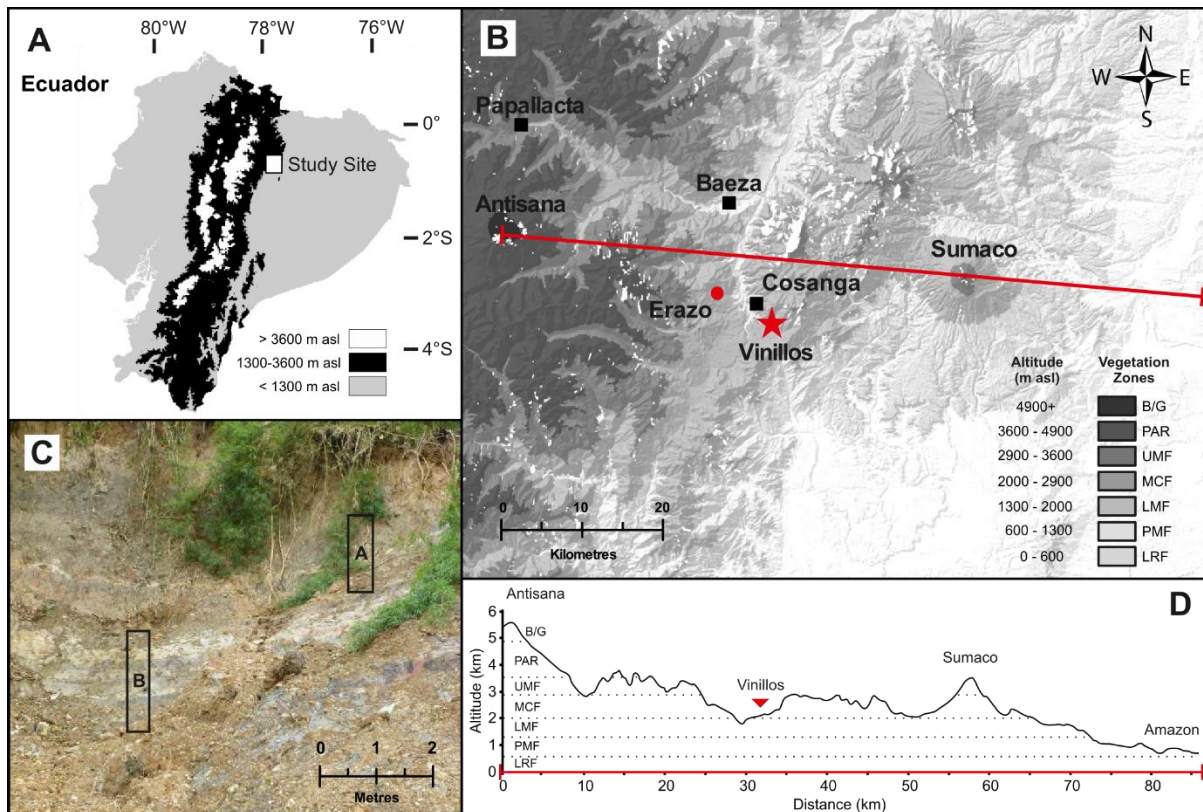 A
80W
78W
76W
Ecuador
0°
Study Site
2°S
4°S
> 3600 m asl
1300-3600 m asl
< 1300 m asl
B
N
W
E
S
Papallacta
Baeza
Antisana
Sumaco
Cosanga
Erazo
Vinillos
Altitude
(m asl)
Vegetation
Zones
4900+
B/G
3600 - 4900
PAR
2900 - 3600
UMF
2000 - 2900
MCF
1300 - 2000
LMF
600 - 1300
PMF
0 - 600
LRF
0
10
20
Kilometres
C
A
B
0
1
2
Metres
D
Antisana
Altitude (km)
6
5
4
3
2
1
0
B/G
PAR
UMF
MCF
LMF
PMF
LRF
Vinillos
Sumaco
Amazon
0
10
20
30
40
50
60
70
80
Distance (km)